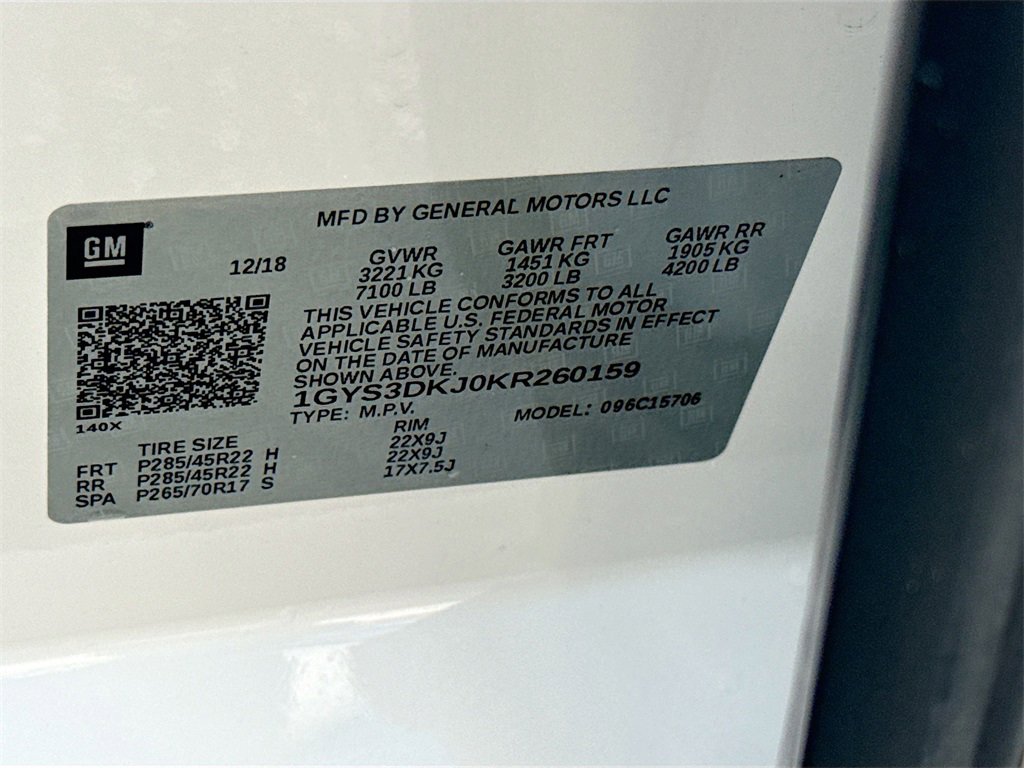 MFD BY GENERAL MOTORS LLC
GM
12/18
GVWR GAWR FRT GAWR RR
3221 KG 1451 KG 1905 KG
7100 LB 3200 LB 4200 LB
THIS VEHICLE CONFORMS TO ALL
APPLICABLE U.S. FEDERAL MOTOR
VEHICLE SAFETY STANDARDS IN EFFECT
ON THE DATE OF MANUFACTURE
SHOWN ABOVE.
1GYS3DKJ0KR260159
TYPE: M.P.V. MODEL: 096C15706
140X
TIRE SIZE RIM
FRT P285/45R22 H 22X9J
RR P285/45R22 H 22X9J
SPA P265/70R17 S 17X7.5J